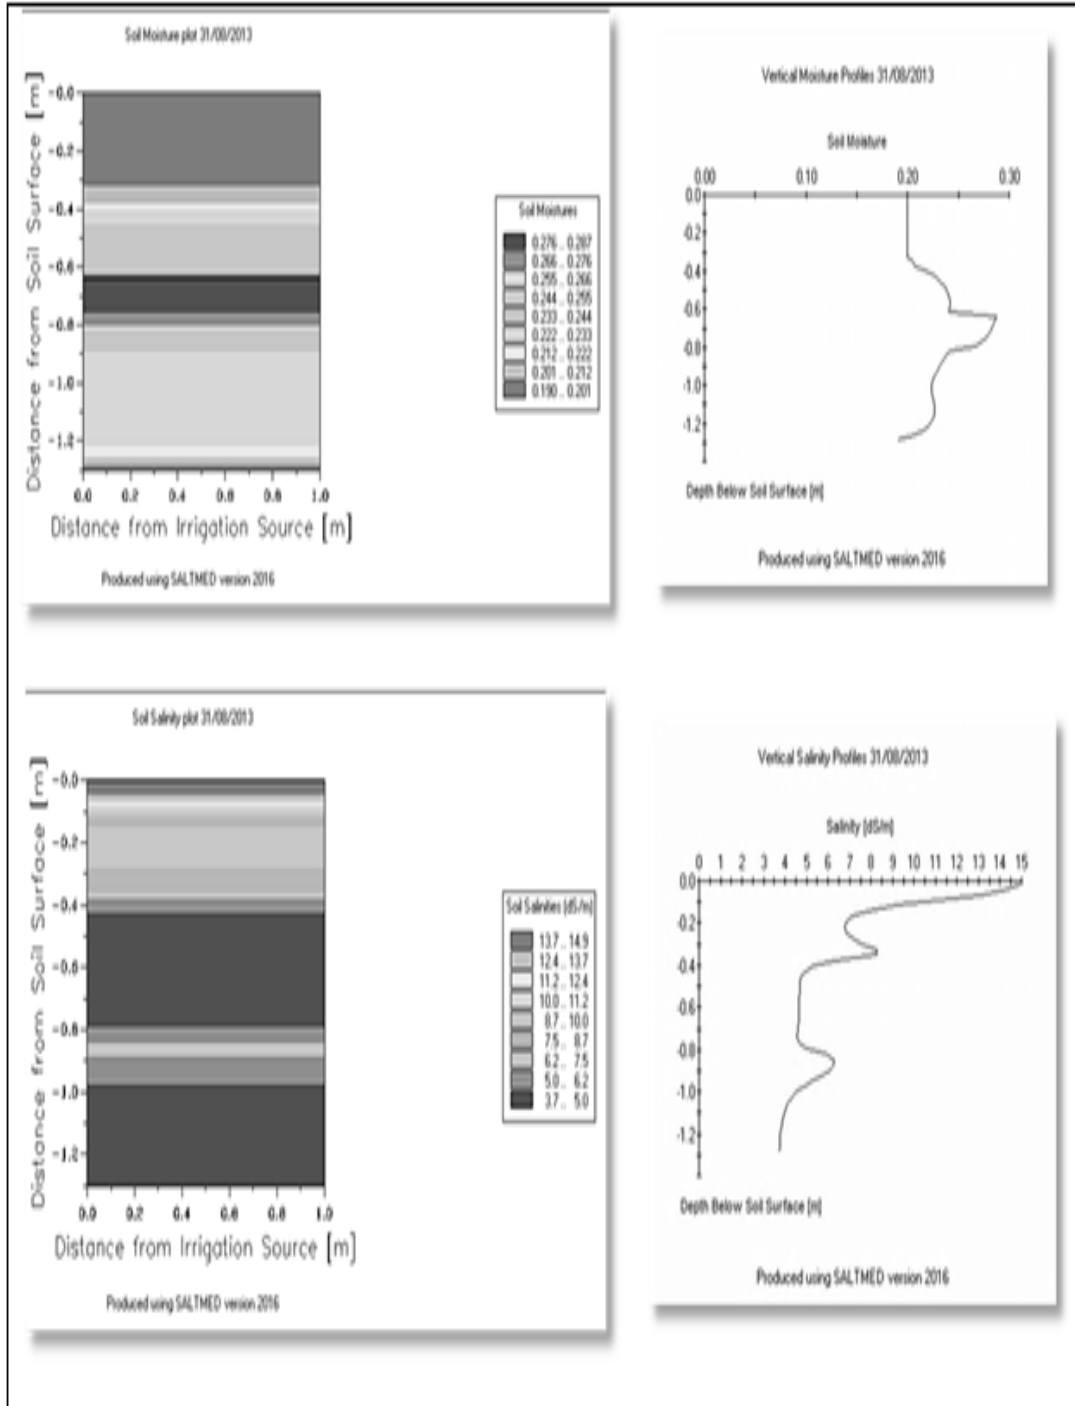 Soil Moisture plot 31/08/2013
Distance from Soil Surface [m]
-0.0
-0.2
-0.4
-0.6
-0.8
-1.0
-1.2
0.0 0.2 0.4 0.6 0.8 1.0
Distance from Irrigation Source [m]
Produced using SALTMED version 2016
Soil Moistures
0.276 .. 0.287
0.266 .. 0.276
0.255 .. 0.266
0.244 .. 0.255
0.233 .. 0.244
0.222 .. 0.233
0.212 .. 0.222
0.201 .. 0.212
0.190 .. 0.201
Vertical Moisture Profiles 31/08/2013
Soil Moisture
0.00 0.10 0.20 0.30
0.0
-0.2
-0.4
-0.6
-0.8
-1.0
-1.2
Depth Below Soil Surface [m]
Produced using SALTMED version 2016
Soil Salinity plot 31/08/2013
Distance from Soil Surface [m]
-0.0
-0.2
-0.4
-0.6
-0.8
-1.0
-1.2
0.0 0.2 0.4 0.6 0.8 1.0
Distance from Irrigation Source [m]
Produced using SALTMED version 2016
Soil Salinities [dS/m]
13.7 .. 14.9
12.4 .. 13.7
11.2 .. 12.4
10.0 .. 11.2
8.7 .. 10.0
7.5 .. 8.7
6.2 .. 7.5
5.0 .. 6.2
3.7 .. 5.0
Vertical Salinity Profiles 31/08/2013
Salinity [dS/m]
0 1 2 3 4 5 6 7 8 9 10 11 12 13 14 15
0.0
-0.2
-0.4
-0.6
-0.8
-1.0
-1.2
Depth Below Soil Surface [m]
Produced using SALTMED version 2016